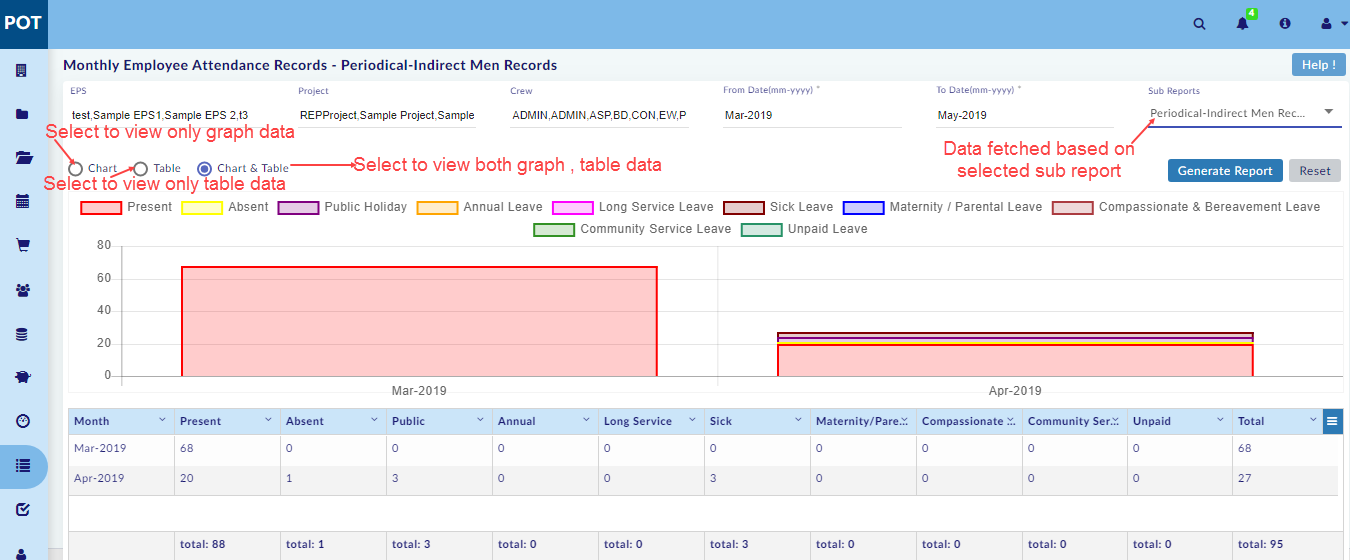 POT
4
Monthly Employee Attendance Records - Periodical-Indirect Men Records
Help !
EPS Project Crew From Date(mm-yyyy) * To Date(mm-yyyy) * Sub Reports
test,Sample EPS1,Sample EPS 2,t3 REPProject,Sample Project,Sample ADMIN,ADMIN,ASP,BD,CON,EW,P Mar-2019 May-2019 Periodical-Indirect Men Rec...
Select to view only graph data
Data fetched based on
selected sub report
Chart Table Chart & Table
Select to view both graph , table data
Select to view only table data
Generate Report Reset
Present Absent Public Holiday Annual Leave Long Service Leave Sick Leave Maternity / Parental Leave Compassionate & Bereavement Leave
Community Service Leave Unpaid Leave
80
60
40
20
0
Mar-2019 Apr-2019
Month Present Absent Public Annual Long Service Sick Maternity/Pare... Compassionate ... Community Ser... Unpaid Total
Mar-2019 68 0 0 0 0 0 0 0 0 0 68
Apr-2019 20 1 3 0 0 3 0 0 0 0 27
total: 88 total: 1 total: 3 total: 0 total: 0 total: 3 total: 0 total: 0 total: 0 total: 0 total: 95